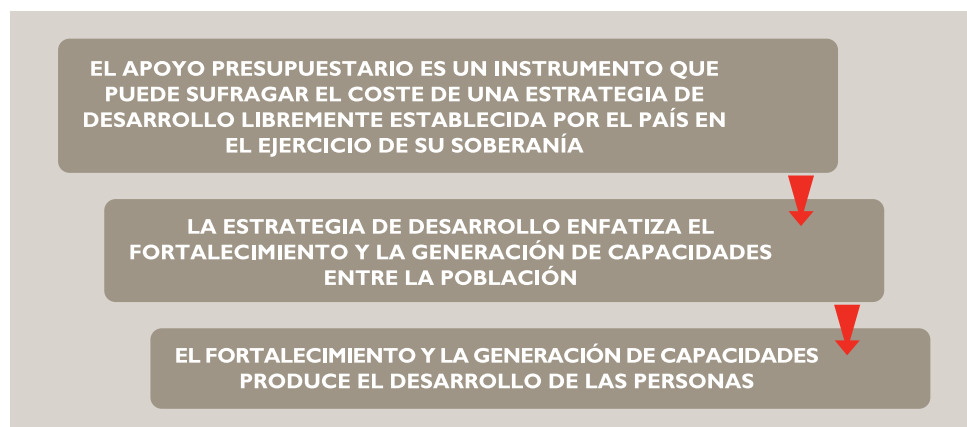 EL APOYO PRESUPUESTARIO ES UN INSTRUMENTO QUE
PUEDE SUFRAGAR EL COSTE DE UNA ESTRATEGIA DE
DESARROLLO LIBREMENTE ESTABLECIDA POR EL PAÍS EN
EL EJERCICIO DE SU SOBERANÍA
LA ESTRATEGIA DE DESARROLLO ENFATIZA EL
FORTALECIMIENTO Y LA GENERACIÓN DE CAPACIDADES
ENTRE LA POBLACIÓN
EL FORTALECIMIENTO Y LA GENERACIÓN DE CAPACIDADES
PRODUCE EL DESARROLLO DE LAS PERSONAS